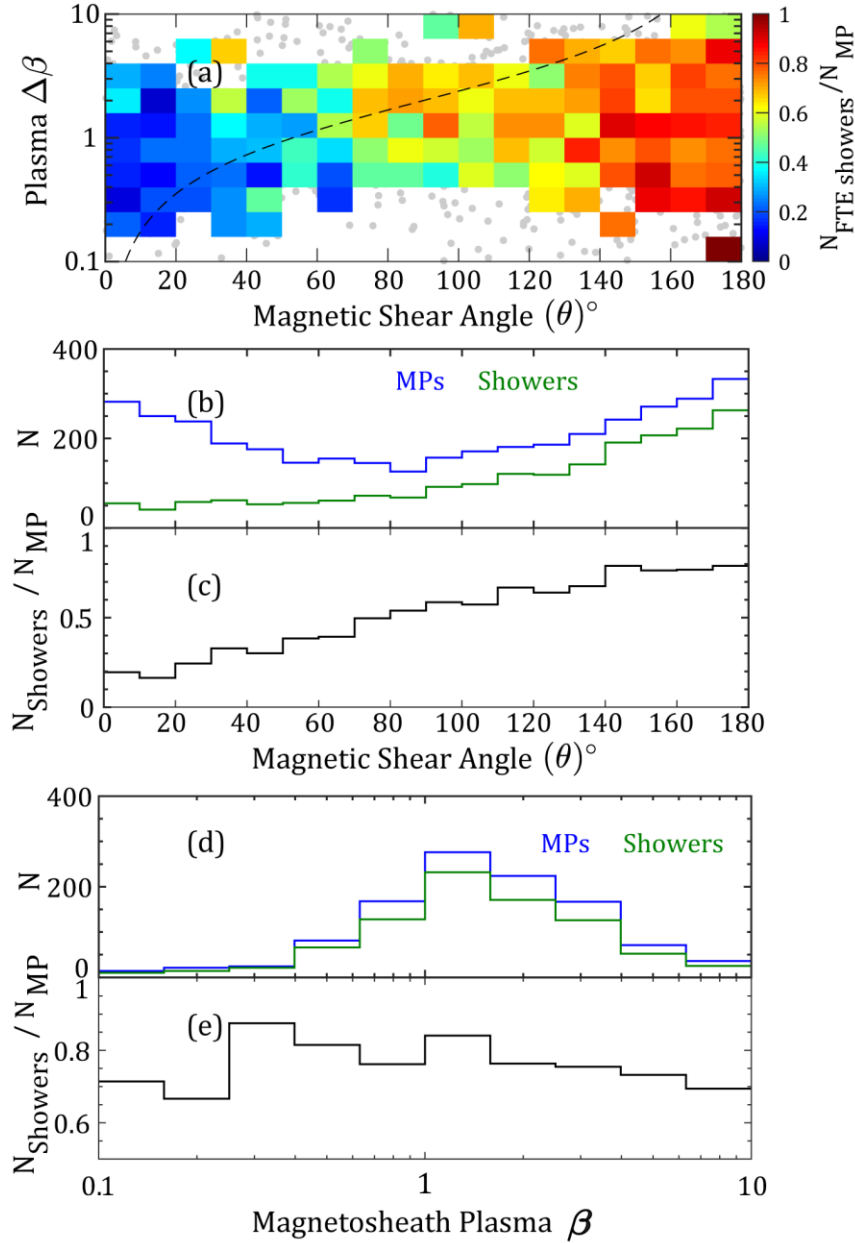 10
1
0.1
Plasma Δβ
(a)
0 20 40 60 80 100 120 140 160 180
Magnetic Shear Angle (θ)°
1
0.8
0.6
0.4
0.2
0
N_FTE showers/N_MP
400
200
0
N
(b)
MPs Showers
1
0.5
0
N_Showers / N_MP
(c)
0 20 40 60 80 100 120 140 160 180
Magnetic Shear Angle (θ)°
400
200
0
N
(d)
MPs Showers
1
0.8
0.6
N_Showers / N_MP
(e)
0.1 1 10
Magnetosheath Plasma β